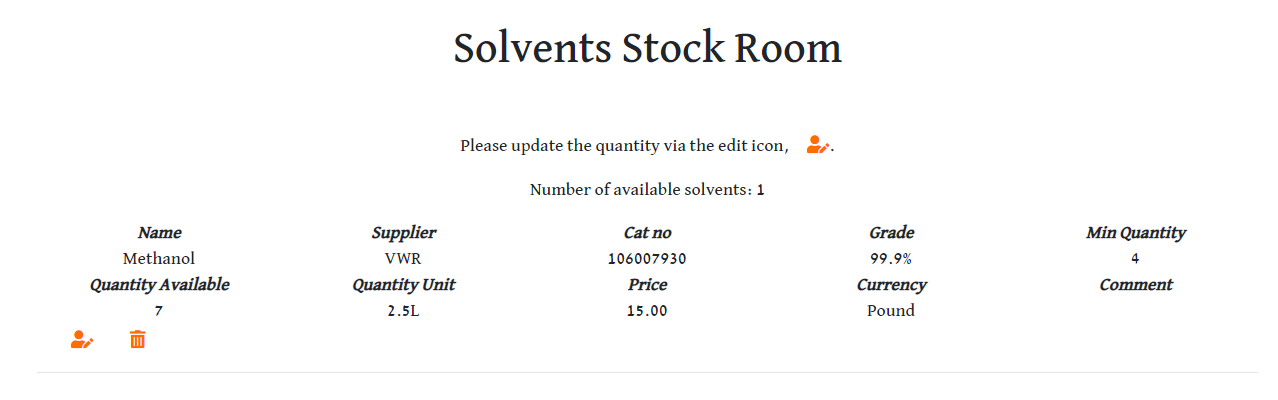 Solvents Stock Room
Please update the quantity via the edit icon, .
Number of available solvents: 1
Name Supplier Cat no Grade Min Quantity
Methanol VWR 106007930 99.9% 4
Quantity Available Quantity Unit Price Currency Comment
7 2.5L 15.00 Pound